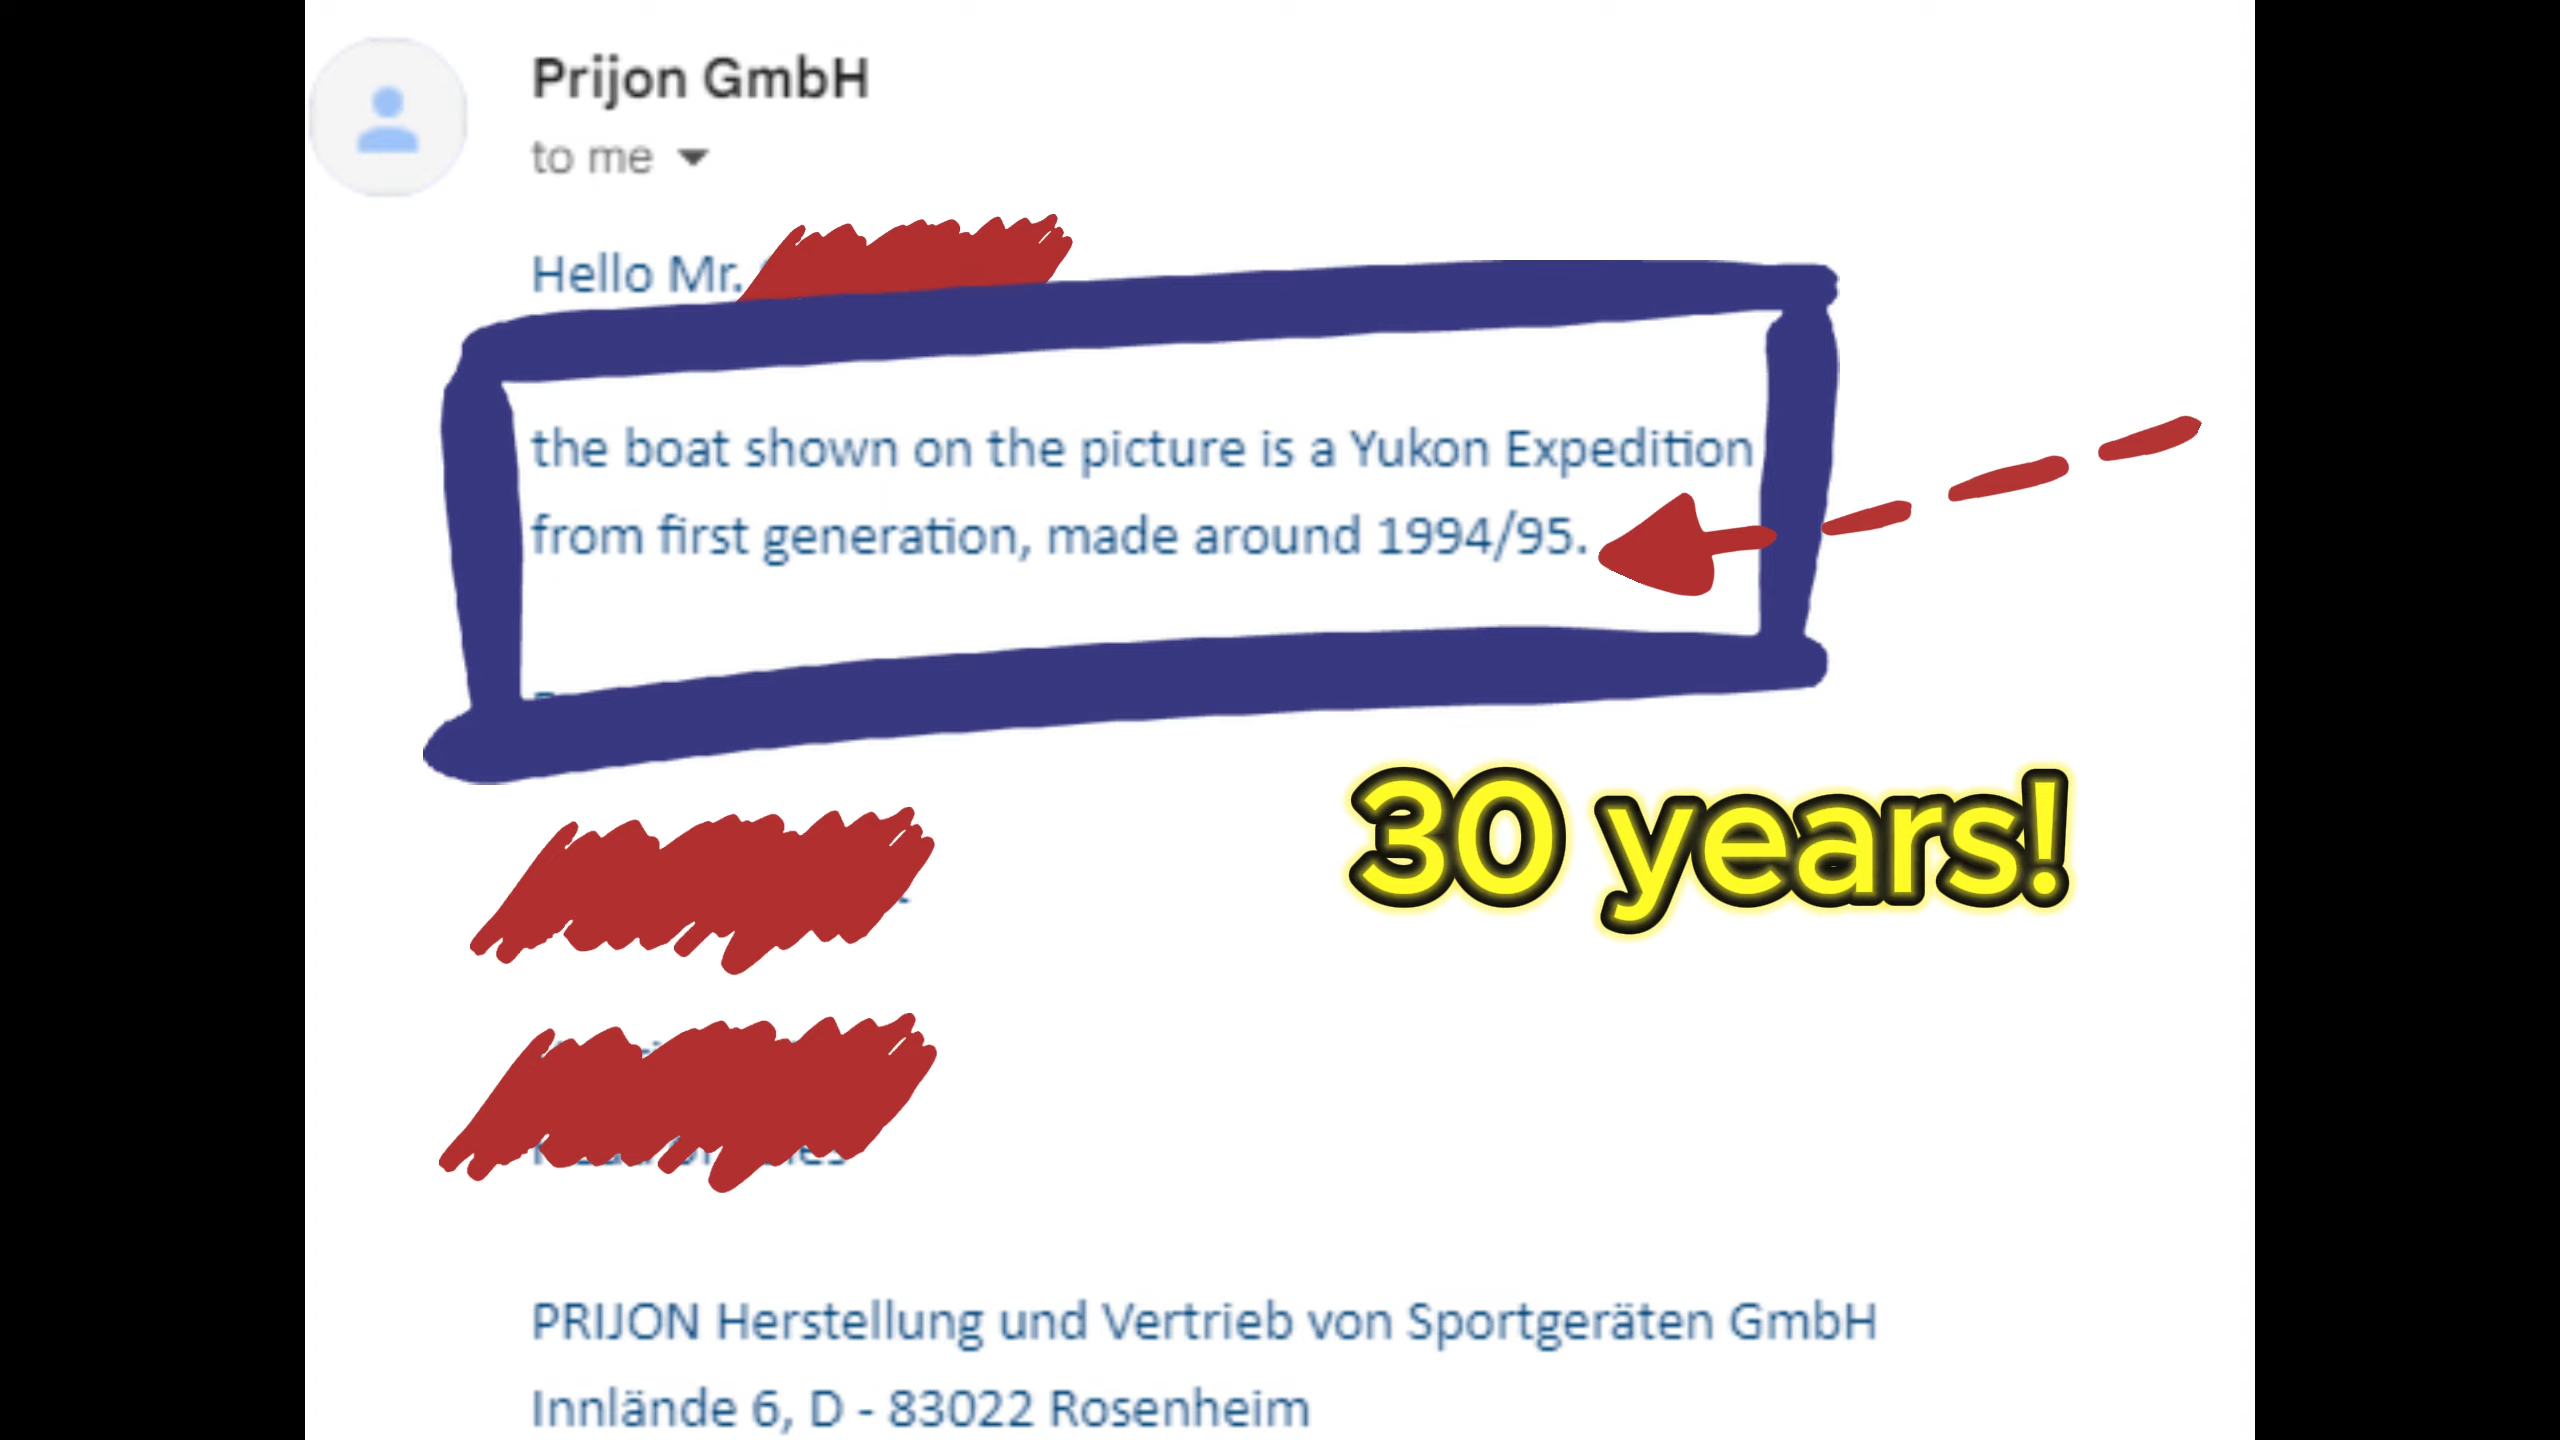 Prijon GmbH
to me
Hello Mr.
the boat shown on the picture is a Yukon Expedition
from first generation, made around 1994/95.
30 years!
PRIJON Herstellung und Vertrieb von Sportgeräten GmbH
Innlände 6, D - 83022 Rosenheim